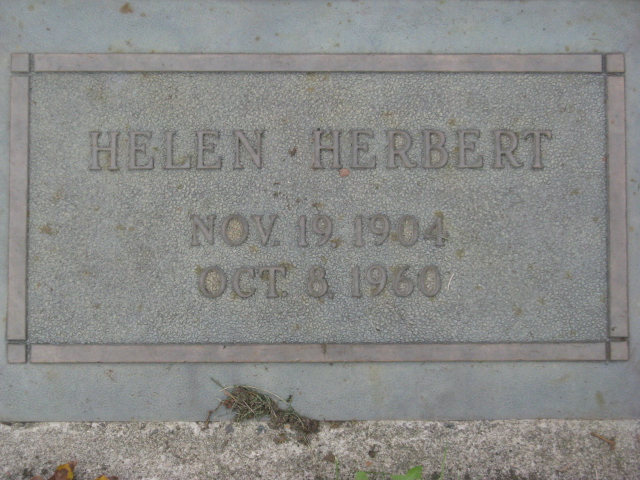 HELEN HERBERT
NOV. 19, 1904
OCT. 8, 1960